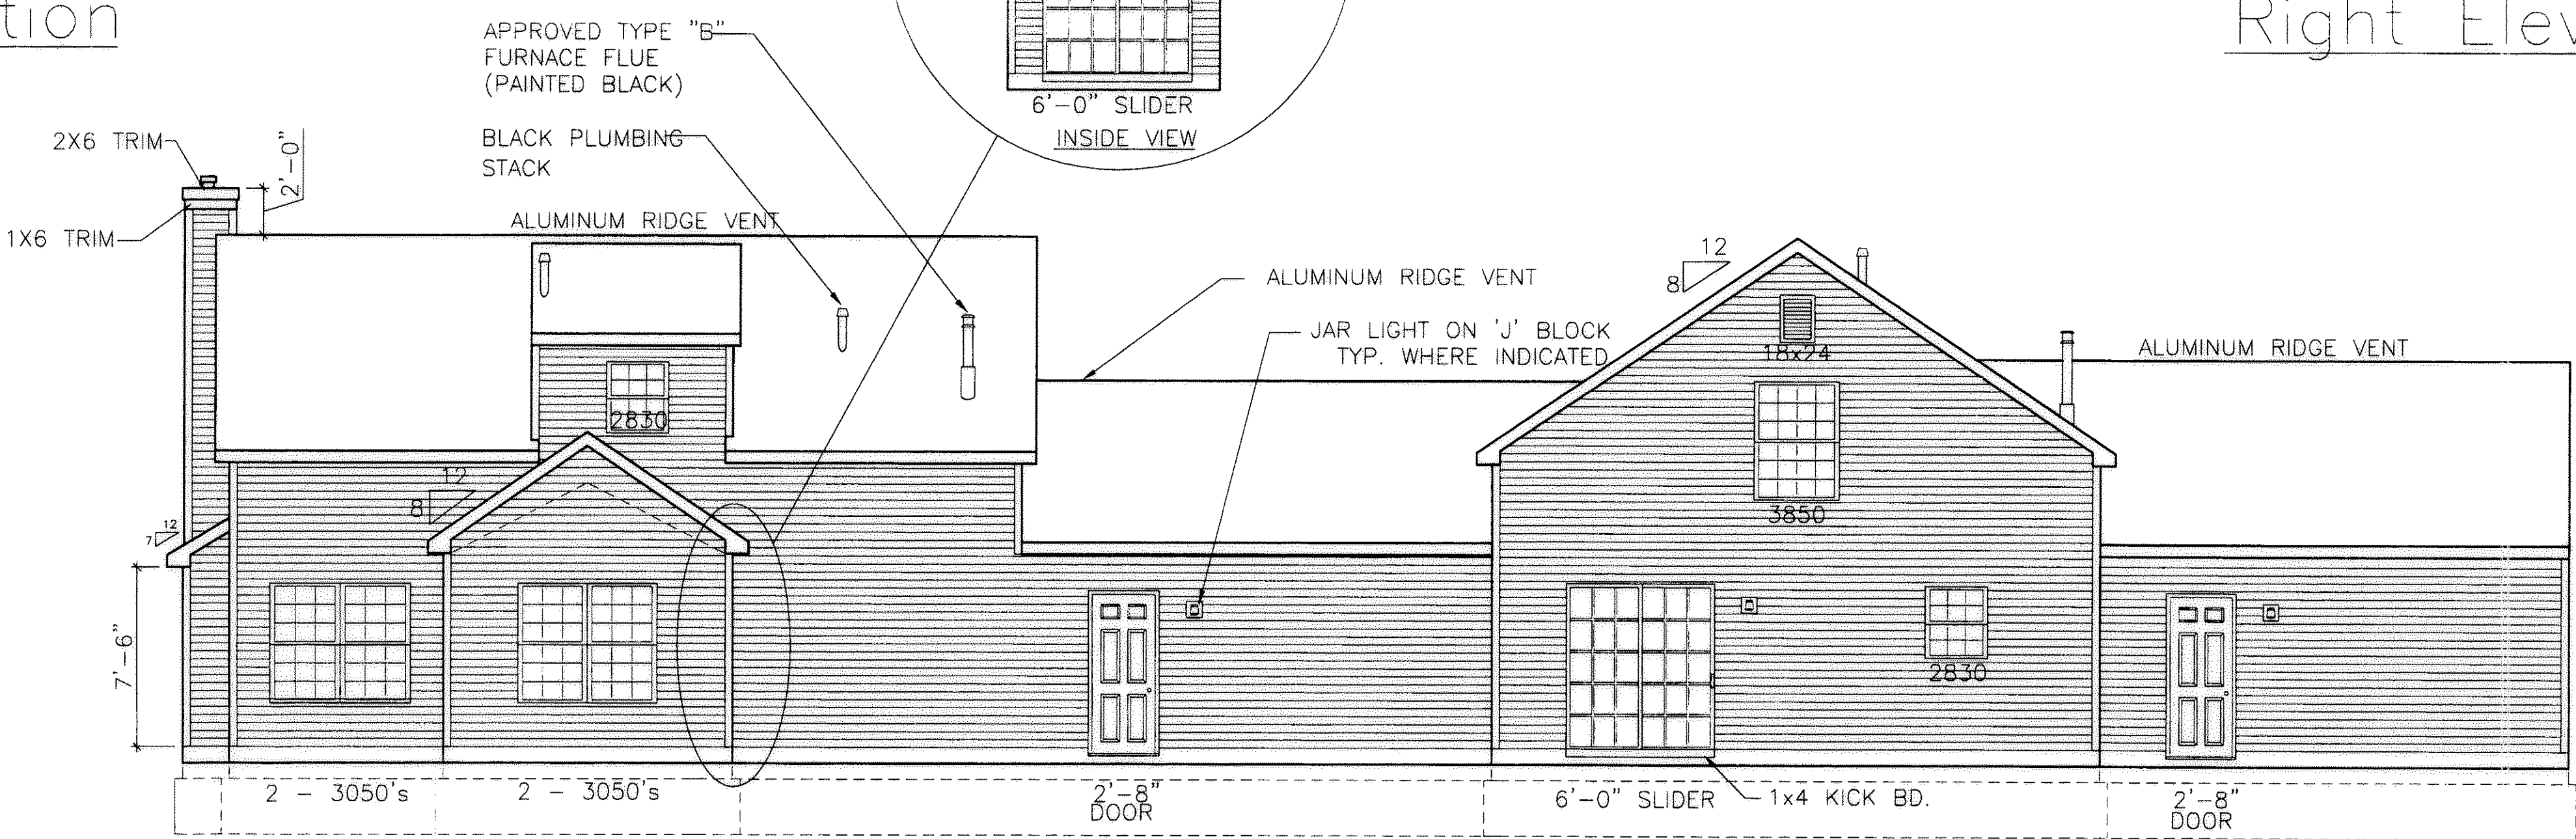 tion
Right Elev
APPROVED TYPE "B"
FURNACE FLUE
(PAINTED BLACK)
6'-0" SLIDER
INSIDE VIEW
2X6 TRIM
2'-0"
BLACK PLUMBING
STACK
1X6 TRIM
ALUMINUM RIDGE VENT
ALUMINUM RIDGE VENT
12
8
JAR LIGHT ON 'J' BLOCK
TYP. WHERE INDICATED
18x24
ALUMINUM RIDGE VENT
2830
12
8
3850
12
7
7'-6"
2830
2 - 3050's
2 - 3050's
2'-8"
DOOR
6'-0" SLIDER
1x4 KICK BD.
2'-8"
DOOR